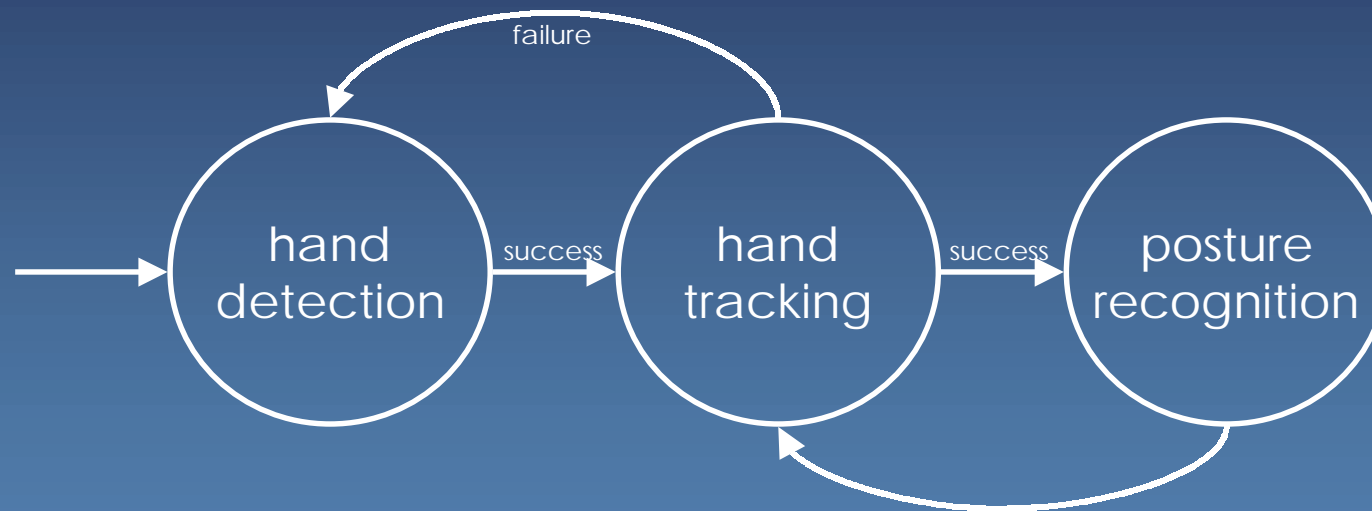 failure
hand
detection
success
hand
tracking
success
posture
recognition